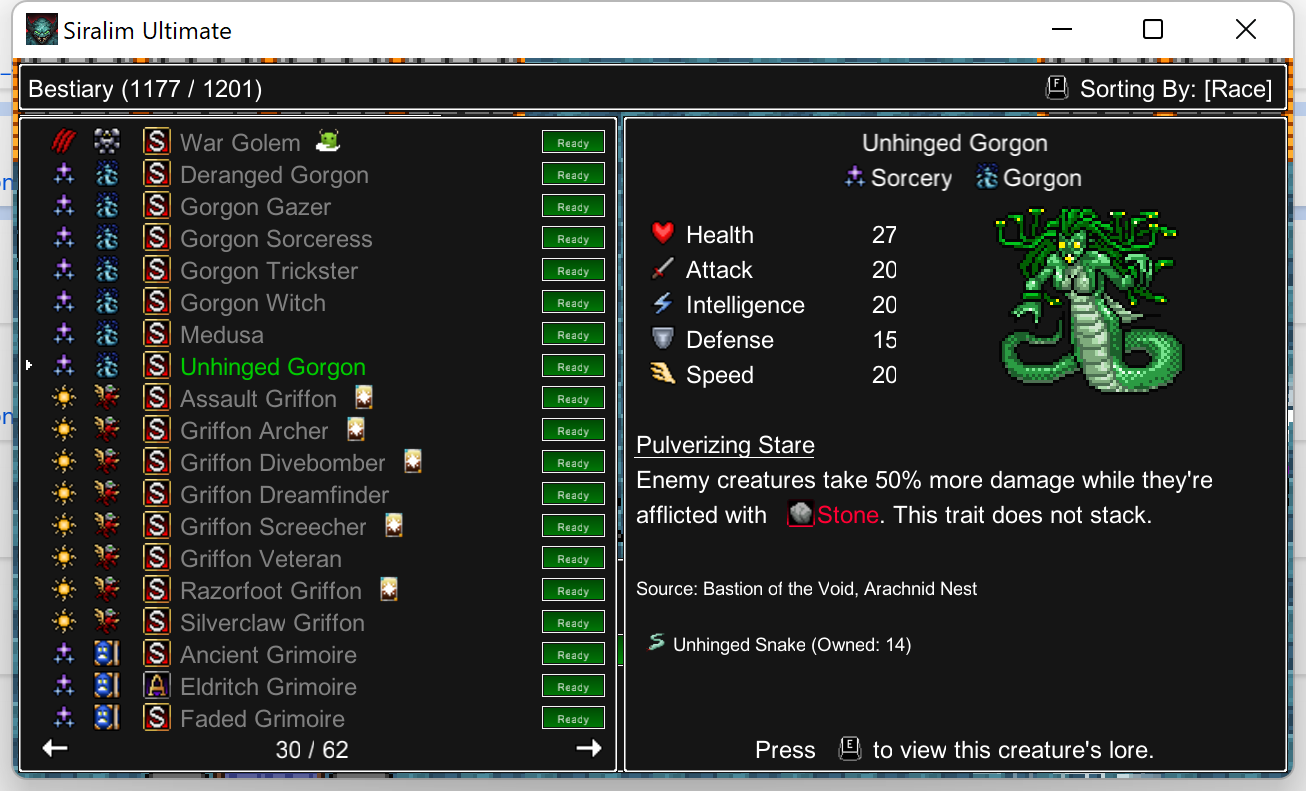 Siralim Ultimate
Bestiary (1177 / 1201)
F Sorting By: [Race]
S War Golem Ready
S Deranged Gorgon Ready
S Gorgon Gazer Ready
S Gorgon Sorceress Ready
S Gorgon Trickster Ready
S Gorgon Witch Ready
S Medusa Ready
S Unhinged Gorgon Ready
S Assault Griffon Ready
S Griffon Archer Ready
S Griffon Divebomber Ready
S Griffon Dreamfinder Ready
S Griffon Screecher Ready
S Griffon Veteran Ready
S Razorfoot Griffon Ready
S Silverclaw Griffon Ready
S Ancient Grimoire Ready
A Eldritch Grimoire Ready
S Faded Grimoire Ready
30 / 62
Unhinged Gorgon
Sorcery Gorgon
Health 27
Attack 20
Intelligence 20
Defense 15
Speed 20
Pulverizing Stare
Enemy creatures take 50% more damage while they're
afflicted with Stone. This trait does not stack.
Source: Bastion of the Void, Arachnid Nest
Unhinged Snake (Owned: 14)
Press E to view this creature's lore.